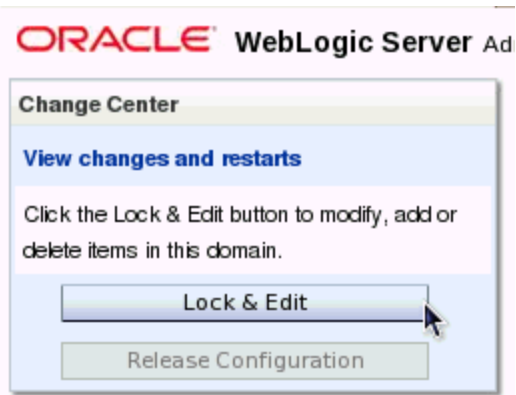 ORACLE WebLogic Server Ad
Change Center
View changes and restarts
Click the Lock & Edit button to modify, add or
delete items in this domain.
Lock & Edit
Release Configuration